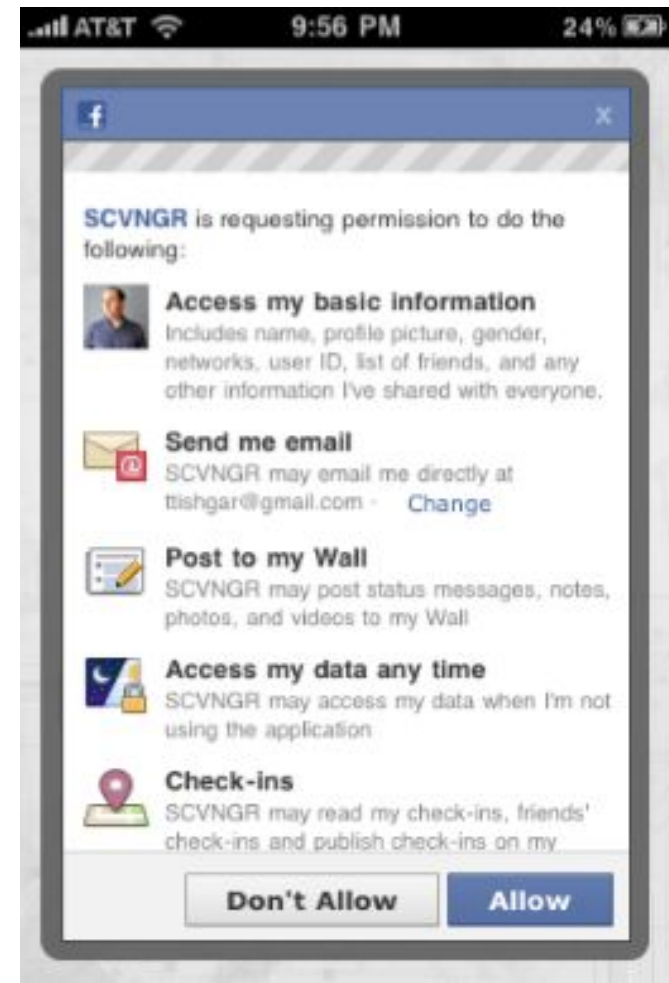 AT&T 9:56 PM 24%
f x
SCVNGR is requesting permission to do the
following:
Access my basic information
Includes name, profile picture, gender,
networks, user ID, list of friends, and any
other information I've shared with everyone.
Send me email
SCVNGR may email me directly at
ttishgar@gmail.com · Change
Post to my Wall
SCVNGR may post status messages, notes,
photos, and videos to my Wall
Access my data any time
SCVNGR may access my data when I'm not
using the application
Check-ins
SCVNGR may read my check-ins, friends'
check-ins and publish check-ins on my
Don't Allow Allow